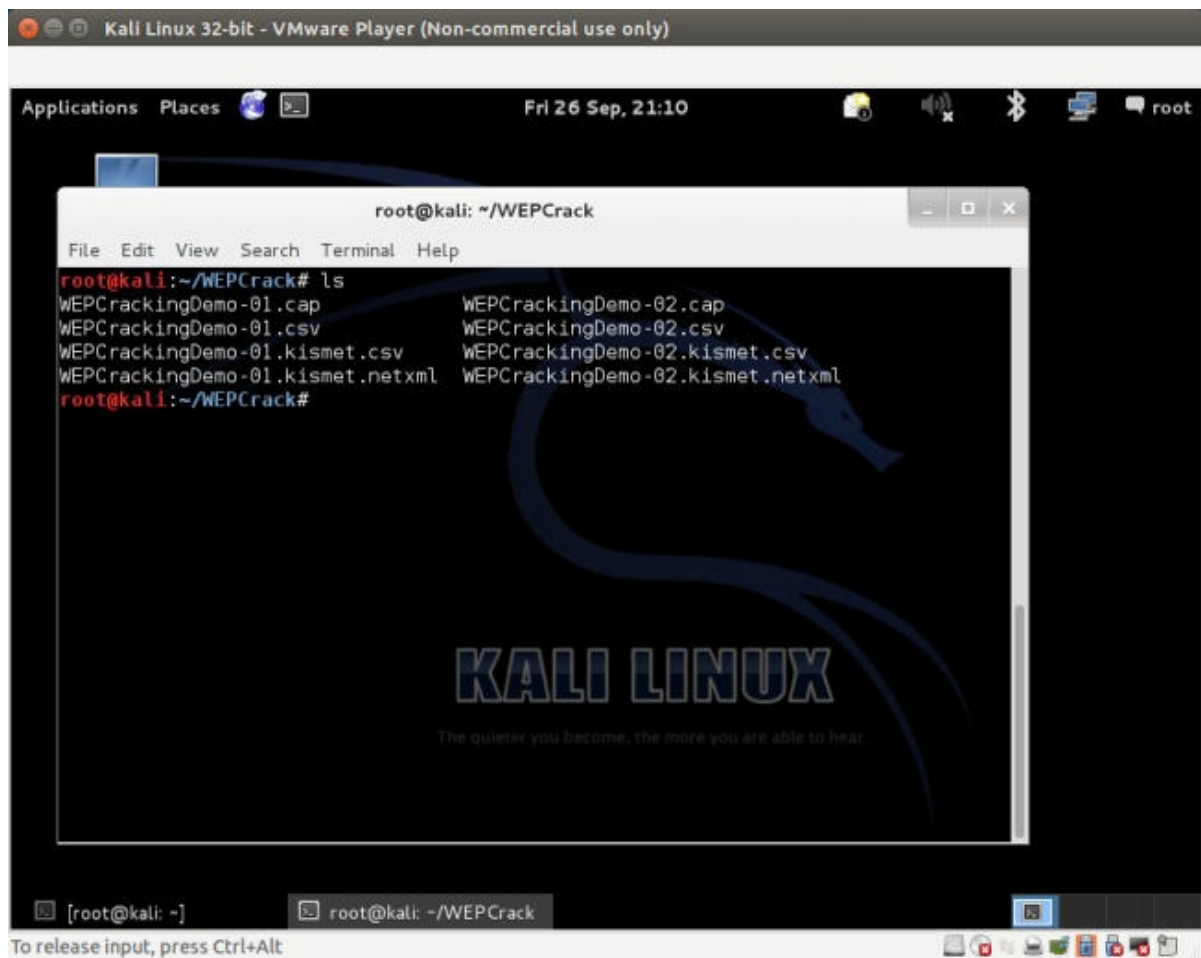 Kali Linux 32-bit - VMware Player (Non-commercial use only)
Applications Places Fri 26 Sep, 21:10 root
root@kali: ~/WEPCrack
File Edit View Search Terminal Help
root@kali:~/WEPCrack# ls
WEPCrackingDemo-01.cap WEPCrackingDemo-02.cap
WEPCrackingDemo-01.csv WEPCrackingDemo-02.csv
WEPCrackingDemo-01.kismet.csv WEPCrackingDemo-02.kismet.csv
WEPCrackingDemo-01.kismet.netxml WEPCrackingDemo-02.kismet.netxml
root@kali:~/WEPCrack#
KALI LINUX
The quieter you become, the more you are able to hear.
[root@kali: ~] root@kali: ~/WEPCrack
To release input, press Ctrl+Alt